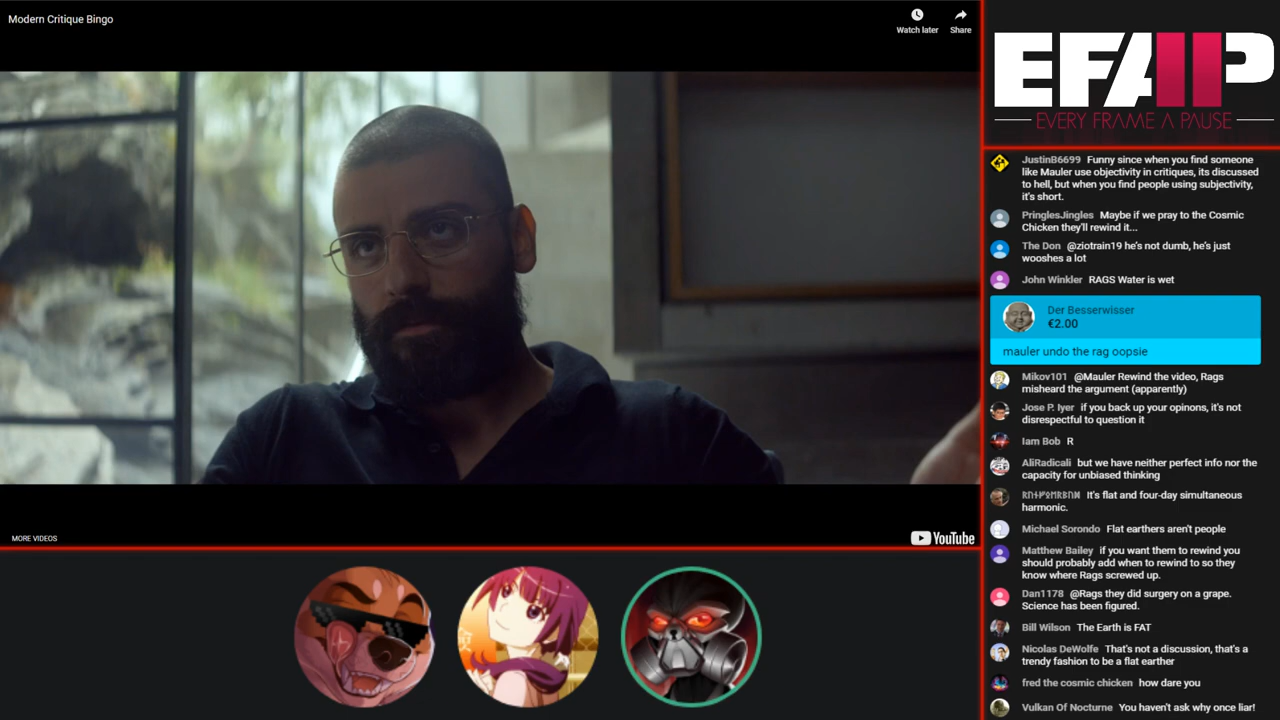 Modern Critique Bingo
Watch later
Share
MORE VIDEOS
YouTube
EFAP
EVERY FRAME A PAUSE
JustinB6699 Funny since when you find someone
like Mauler use objectivity in critiques, its discussed
to hell, but when you find people using subjectivity,
it's short.
PringlesJingles Maybe if we pray to the Cosmic
Chicken they'll rewind it...
The Don @ziotrain19 he's not dumb, he's just
wooshes a lot
John Winkler RAGS Water is wet
Der Besserwisser
€2.00
mauler undo the rag oopsie
Mikov101 @Mauler Rewind the video, Rags
misheard the argument (apparently)
Jose P. Iyer if you back up your opinons, it's not
disrespectful to question it
Iam Bob R
AliRadicali but we have neither perfect info nor the
capacity for unbiased thinking
It's flat and four-day simultaneous
harmonic.
Michael Sorondo Flat earthers aren't people
Matthew Bailey if you want them to rewind you
should probably add when to rewind to so they
know where Rags screwed up.
Dan1178 @Rags they did surgery on a grape.
Science has been figured.
Bill Wilson The Earth is FAT
Nicolas DeWolfe That's not a discussion, that's a
trendy fashion to be a flat earther
fred the cosmic chicken how dare you
Vulkan Of Nocturne You haven't ask why once liar!